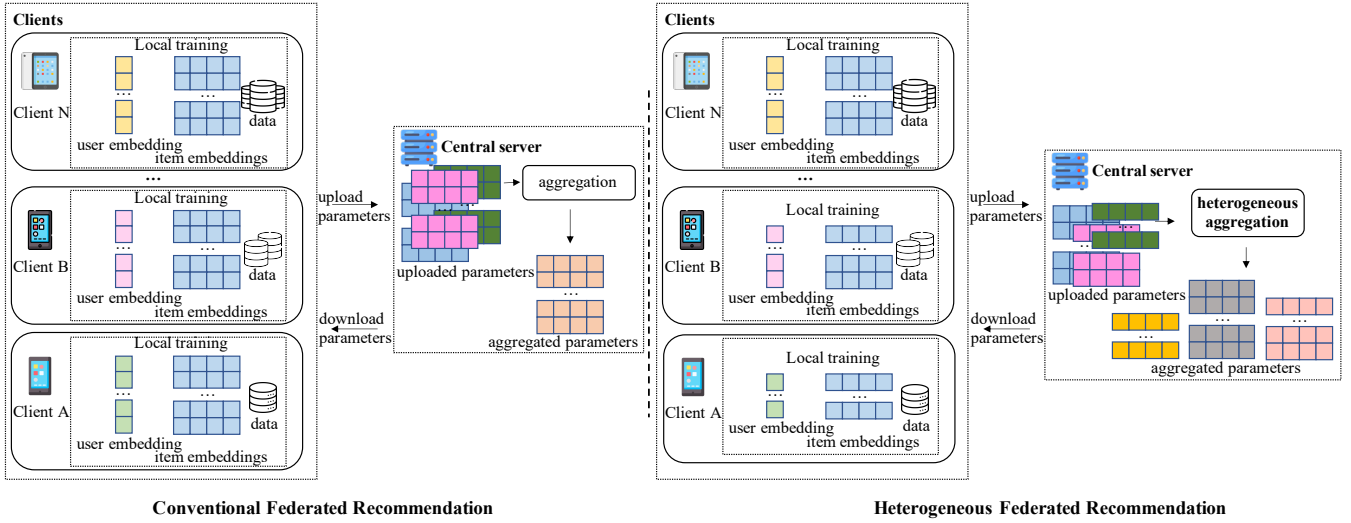 Clients
Local training
...
...
Client N
data
user embedding
item embeddings
...
Local training
...
...
Client B
data
user embedding
item embeddings
Local training
...
...
Client A
data
user embedding
item embeddings
upload
parameters
download
parameters
Central server
aggregation
...
uploaded parameters
...
aggregated parameters
Conventional Federated Recommendation
Clients
Local training
...
...
Client N
data
user embedding
item embeddings
...
Local training
...
...
Client B
data
user embedding
item embeddings
Local training
...
...
Client A
data
user embedding
item embeddings
upload
parameters
download
parameters
Central server
heterogeneous
aggregation
...
uploaded parameters
...
...
...
aggregated parameters
Heterogeneous Federated Recommendation